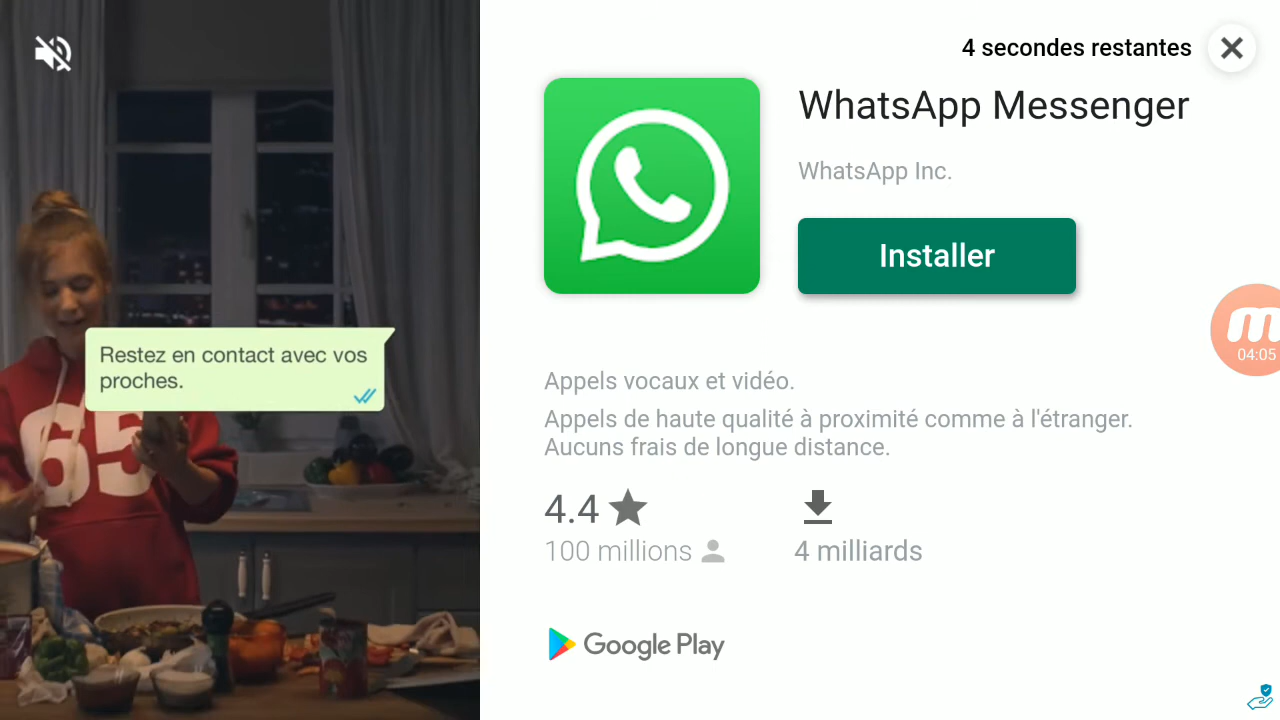 4 secondes restantes
WhatsApp Messenger
WhatsApp Inc.
Installer
Restez en contact avec vos
proches.
65
04:05
Appels vocaux et vidéo.
Appels de haute qualité à proximité comme à l'étranger.
Aucuns frais de longue distance.
4.4
100 millions
4 milliards
Google Play